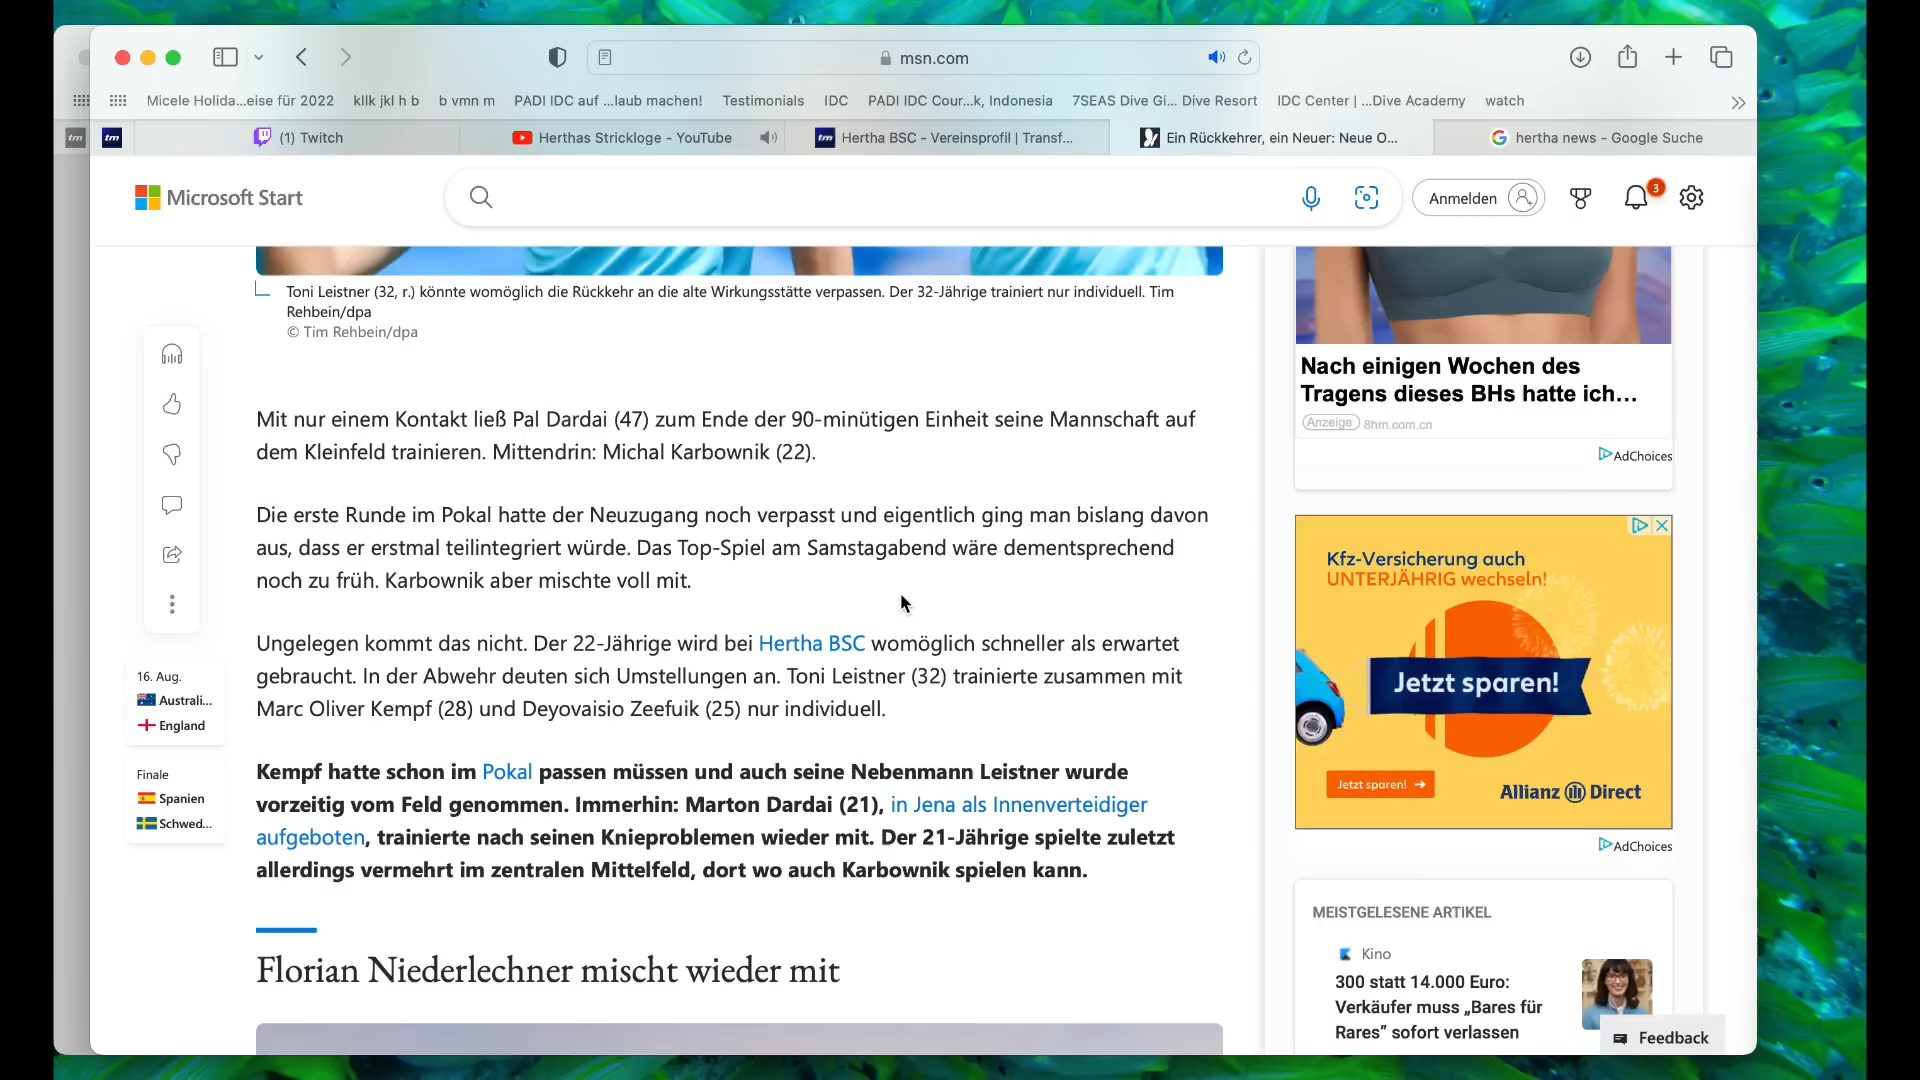 msn.com
Micele Holida...eise für 2022
kllk jkl h b
b vmn m
PADI IDC auf ...laub machen!
Testimonials
IDC
PADI IDC Cour...k, Indonesia
7SEAS Dive Gi... Dive Resort
IDC Center | ...Dive Academy
watch
tm
tm
(1) Twitch
Herthas Strickloge - YouTube
tm Hertha BSC - Vereinsprofil | Transf...
Ein Rückkehrer, ein Neuer: Neue O...
hertha news - Google Suche
Microsoft Start
Anmelden
3
Toni Leistner (32, r.) könnte womöglich die Rückkehr an die alte Wirkungsstätte verpassen. Der 32-Jährige trainiert nur individuell. Tim
Rehbein/dpa
© Tim Rehbein/dpa
Mit nur einem Kontakt ließ Pal Dardai (47) zum Ende der 90-minütigen Einheit seine Mannschaft auf
dem Kleinfeld trainieren. Mittendrin: Michal Karbownik (22).
Die erste Runde im Pokal hatte der Neuzugang noch verpasst und eigentlich ging man bislang davon
aus, dass er erstmal teilintegriert würde. Das Top-Spiel am Samstagabend wäre dementsprechend
noch zu früh. Karbownik aber mischte voll mit.
Ungelegen kommt das nicht. Der 22-Jährige wird bei Hertha BSC womöglich schneller als erwartet
gebraucht. In der Abwehr deuten sich Umstellungen an. Toni Leistner (32) trainierte zusammen mit
Marc Oliver Kempf (28) und Deyovaisio Zeefuik (25) nur individuell.
Kempf hatte schon im Pokal passen müssen und auch seine Nebenmann Leistner wurde
vorzeitig vom Feld genommen. Immerhin: Marton Dardai (21), in Jena als Innenverteidiger
aufgeboten, trainierte nach seinen Knieproblemen wieder mit. Der 21-Jährige spielte zuletzt
allerdings vermehrt im zentralen Mittelfeld, dort wo auch Karbownik spielen kann.
Florian Niederlechner mischt wieder mit
16. Aug.
Australi...
England
Finale
Spanien
Schwed...
Nach einigen Wochen des
Tragens dieses BHs hatte ich...
Anzeige 8hm.com.cn
AdChoices
Kfz-Versicherung auch
UNTERJÄHRIG wechseln!
Jetzt sparen!
Jetzt sparen! →
Allianz Direct
AdChoices
MEISTGELESENE ARTIKEL
Kino
300 statt 14.000 Euro:
Verkäufer muss „Bares für
Rares” sofort verlassen
Feedback